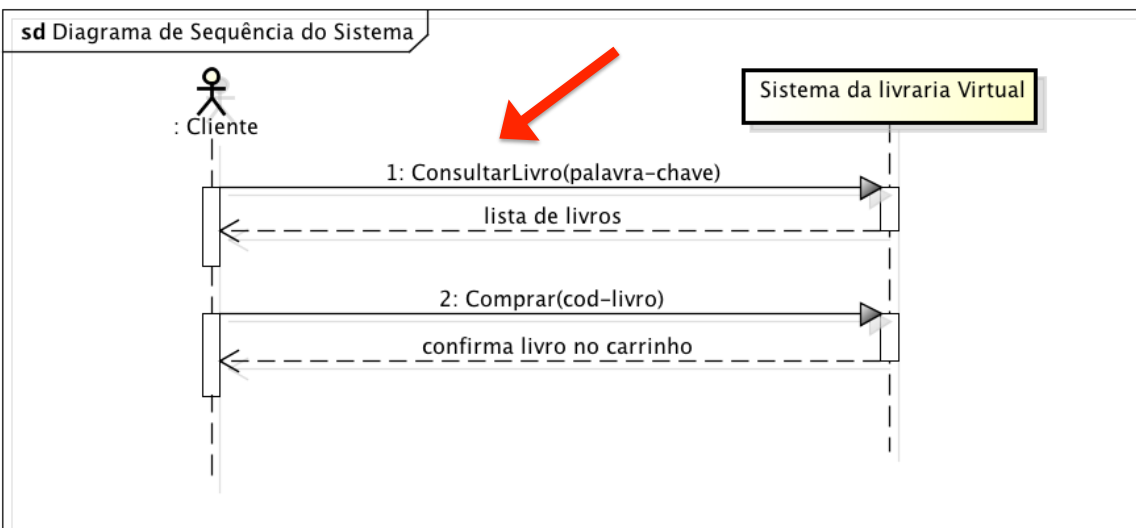 sd Diagrama de Sequência do Sistema
: Cliente
Sistema da livraria Virtual
1: ConsultarLivro(palavra-chave)
lista de livros
2: Comprar(cod-livro)
confirma livro no carrinho